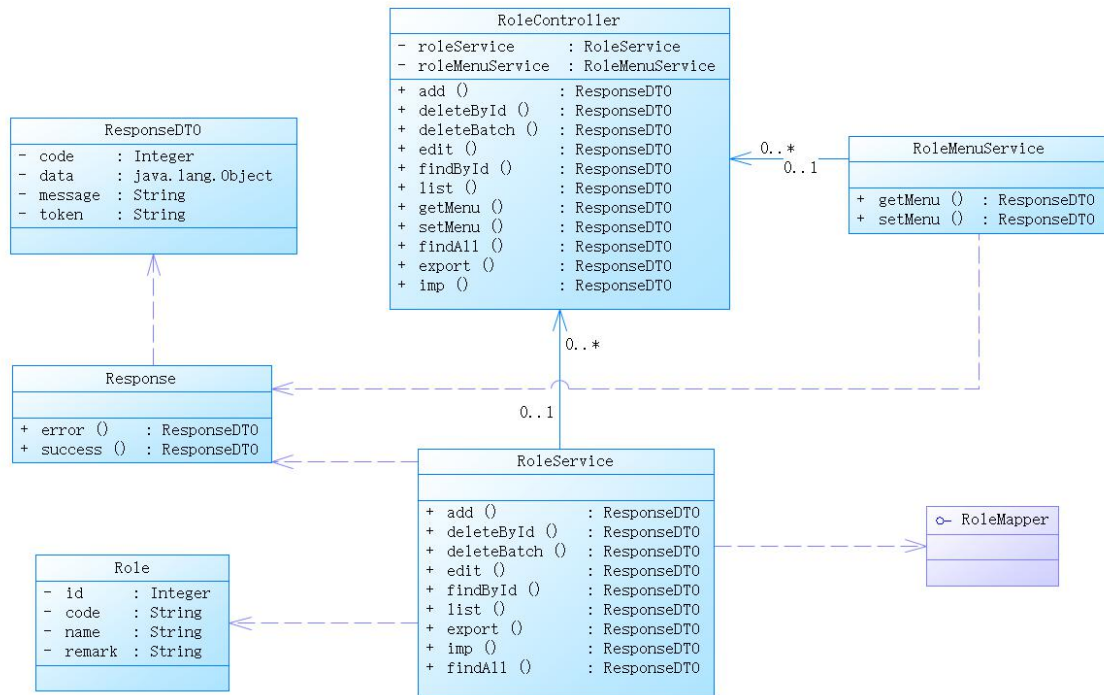 RoleController
- roleService : RoleService
- roleMenuService : RoleMenuService
+ add () : ResponseDTO
+ deleteById () : ResponseDTO
+ deleteBatch () : ResponseDTO
+ edit () : ResponseDTO
+ findById () : ResponseDTO
+ list () : ResponseDTO
+ getMenu () : ResponseDTO
+ setMenu () : ResponseDTO
+ findAll () : ResponseDTO
+ export () : ResponseDTO
+ imp () : ResponseDTO
ResponseDTO
- code : Integer
- data : java.lang.Object
- message : String
- token : String
0..*
0..1
RoleMenuService
+ getMenu () : ResponseDTO
+ setMenu () : ResponseDTO
0..*
0..1
Response
+ error () : ResponseDTO
+ success () : ResponseDTO
RoleService
+ add () : ResponseDTO
+ deleteById () : ResponseDTO
+ deleteBatch () : ResponseDTO
+ edit () : ResponseDTO
+ findById () : ResponseDTO
+ list () : ResponseDTO
+ export () : ResponseDTO
+ imp () : ResponseDTO
+ findAll () : ResponseDTO
RoleMapper
Role
- id : Integer
- code : String
- name : String
- remark : String